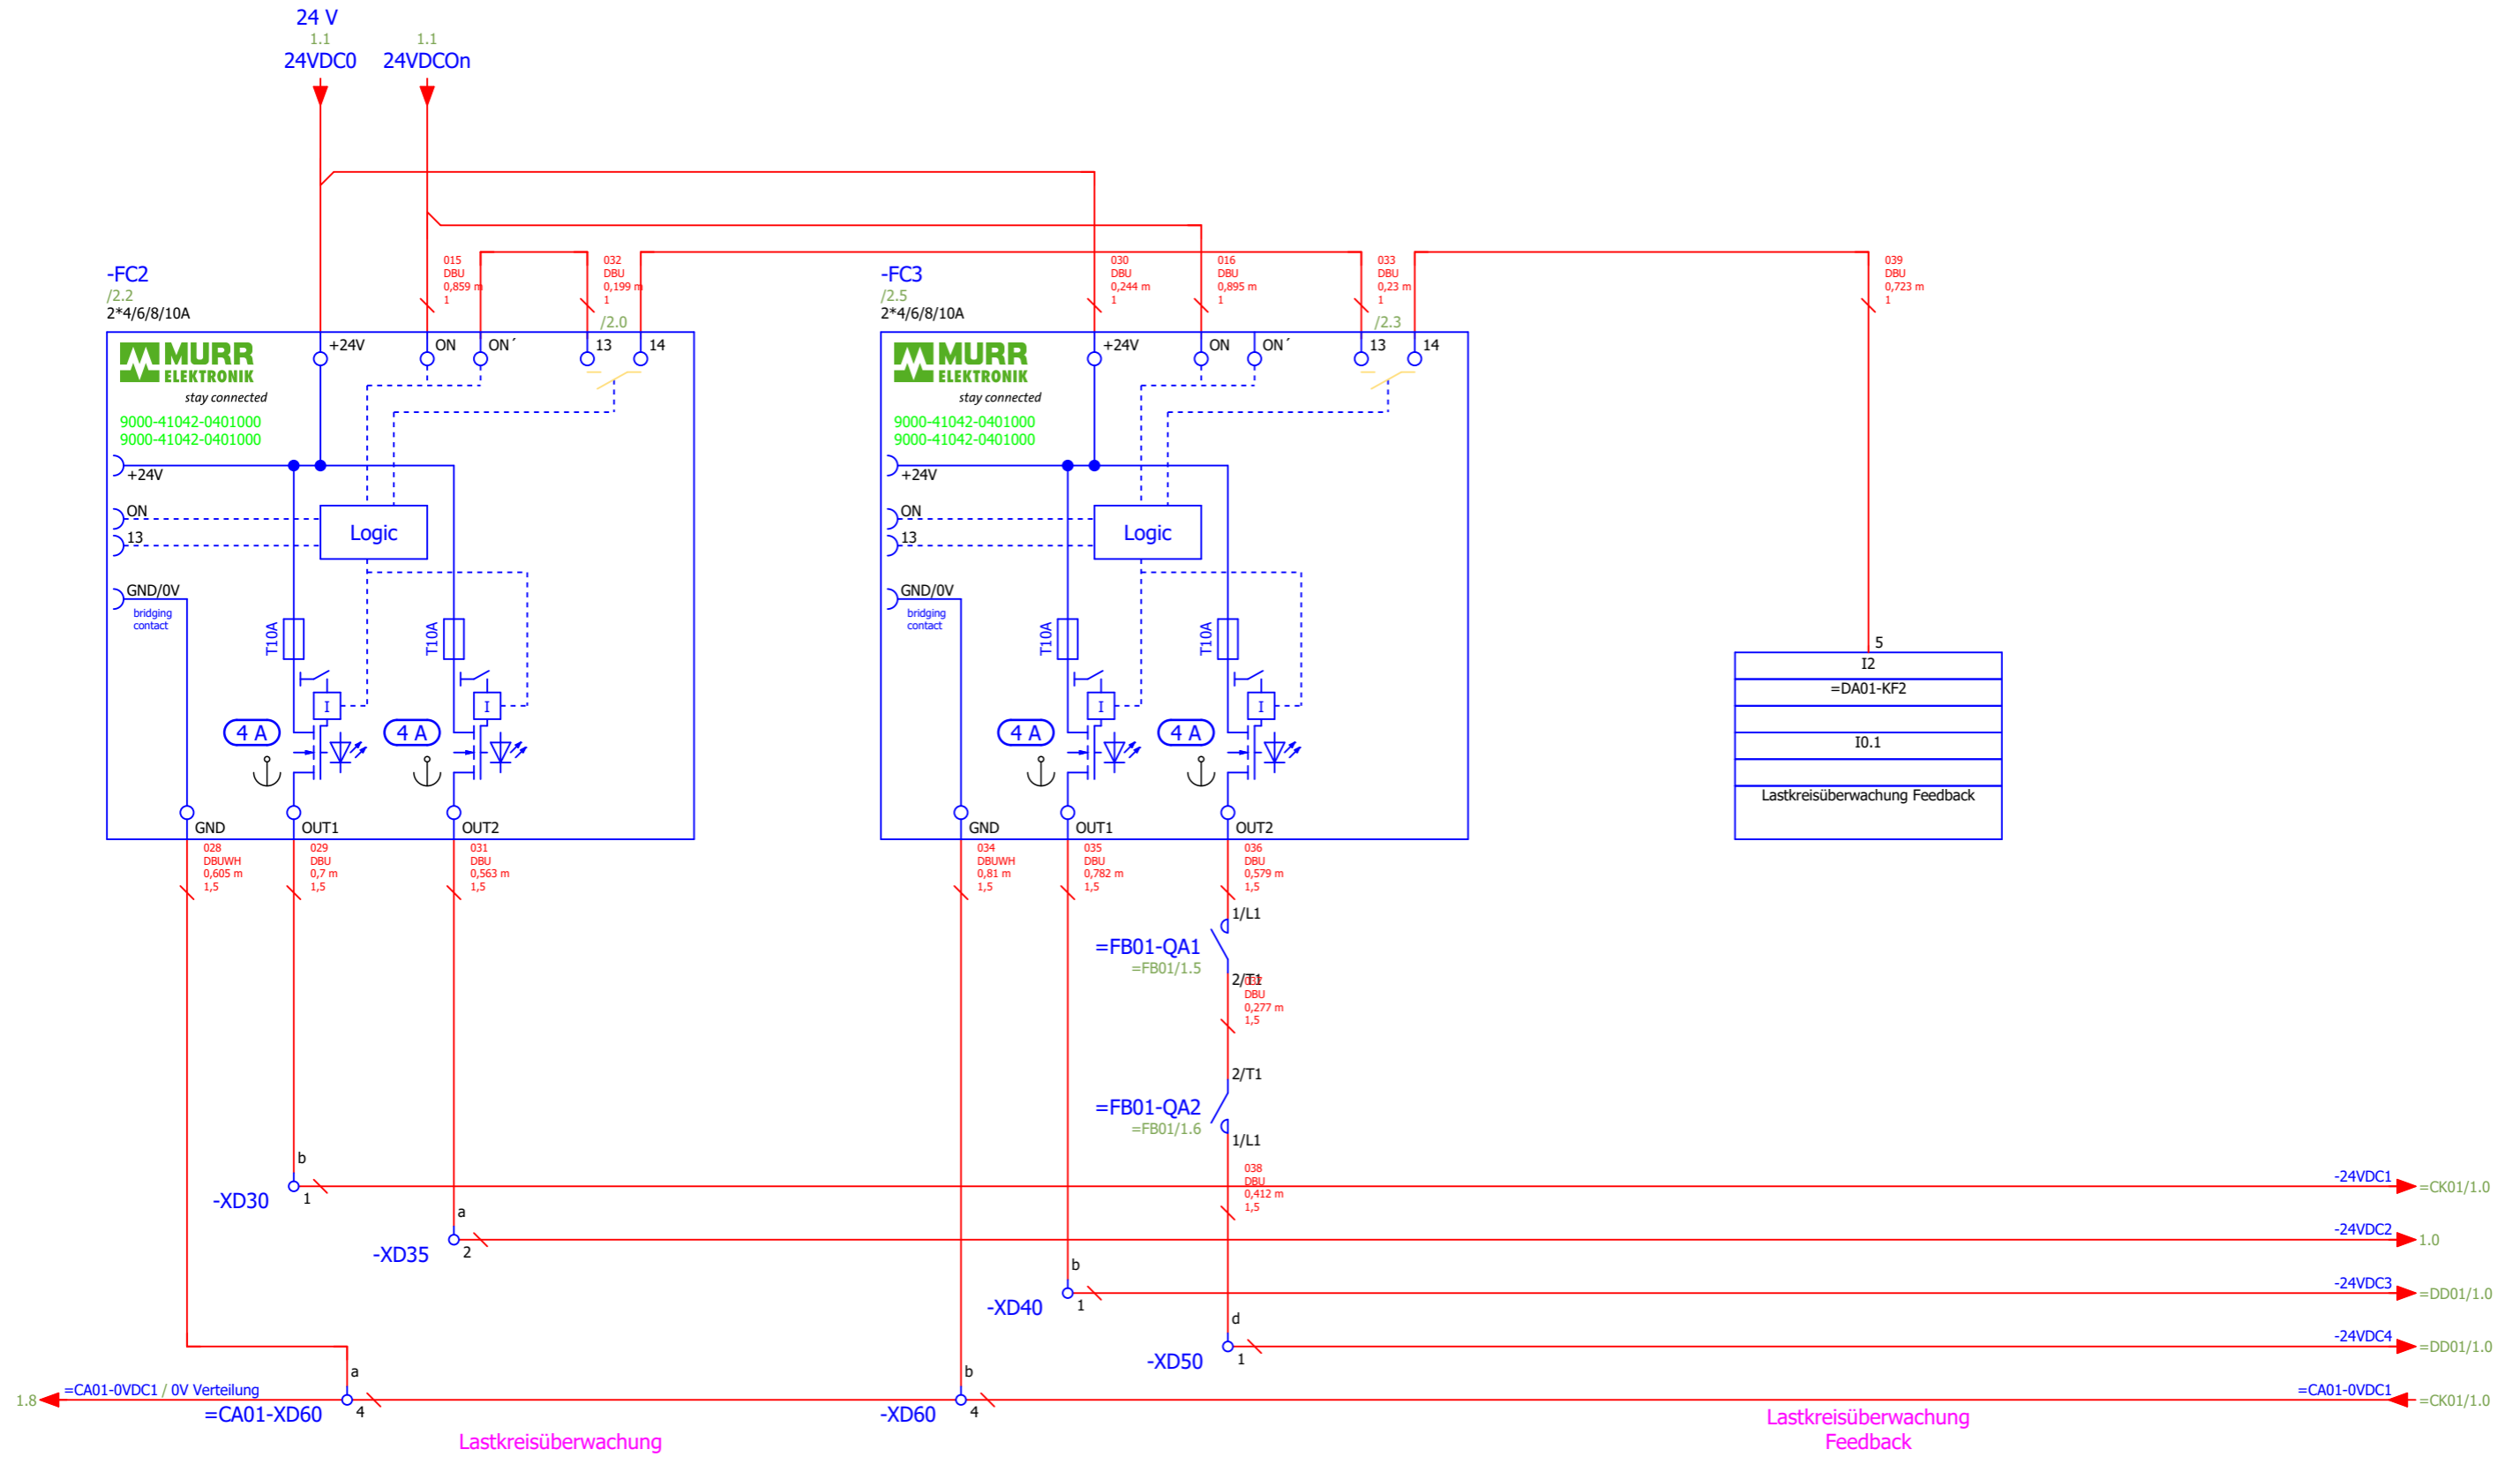 24 V
1.1
24VDC0
1.1
24VDCOn
-FC2
/2.2
2*4/6/8/10A
015
DBU
0,859 m
1
032
DBU
0,199 m
1
/2.0
-FC3
/2.5
2*4/6/8/10A
030
DBU
0,244 m
1
016
DBU
0,895 m
1
033
DBU
0,23 m
1
/2.3
039
DBU
0,723 m
1
+24V
ON
ON´
13
14
MURR
ELEKTRONIK
stay connected
9000-41042-0401000
9000-41042-0401000
+24V
ON
13
Logic
GND/0V
bridging
contact
T10A
T10A
I
I
4 A
4 A
GND
OUT1
OUT2
+24V
ON
ON´
13
14
MURR
ELEKTRONIK
stay connected
9000-41042-0401000
9000-41042-0401000
+24V
ON
13
Logic
GND/0V
bridging
contact
T10A
T10A
I
I
4 A
4 A
GND
OUT1
OUT2
5
I2
=DA01-KF2
I0.1
Lastkreisüberwachung Feedback
028
DBUWH
0,605 m
1,5
029
DBU
0,7 m
1,5
031
DBU
0,563 m
1,5
034
DBUWH
0,81 m
1,5
035
DBU
0,782 m
1,5
036
DBU
0,579 m
1,5
1/L1
=FB01-QA1
=FB01/1.5
2/T1
037
DBU
0,277 m
1,5
2/T1
=FB01-QA2
=FB01/1.6
1/L1
038
DBU
0,412 m
1,5
b
-XD30
1
-24VDC1
=CK01/1.0
a
-XD35
2
-24VDC2
1.0
b
-XD40
1
-24VDC3
=DD01/1.0
d
-XD50
1
-24VDC4
=DD01/1.0
1.8
=CA01-0VDC1 / 0V Verteilung
a
=CA01-XD60
4
b
-XD60
4
=CA01-0VDC1
=CK01/1.0
Lastkreisüberwachung
Lastkreisüberwachung
Feedback